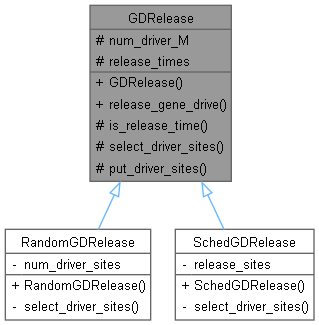 GDRelease
# num_driver_M
# release_times
+ GDRelease()
+ release_gene_drive()
# is_release_time()
# select_driver_sites()
# put_driver_sites()
RandomGDRelease
- num_driver_sites
+ RandomGDRelease()
- select_driver_sites()
SchedGDRelease
- release_sites
+ SchedGDRelease()
- select_driver_sites()